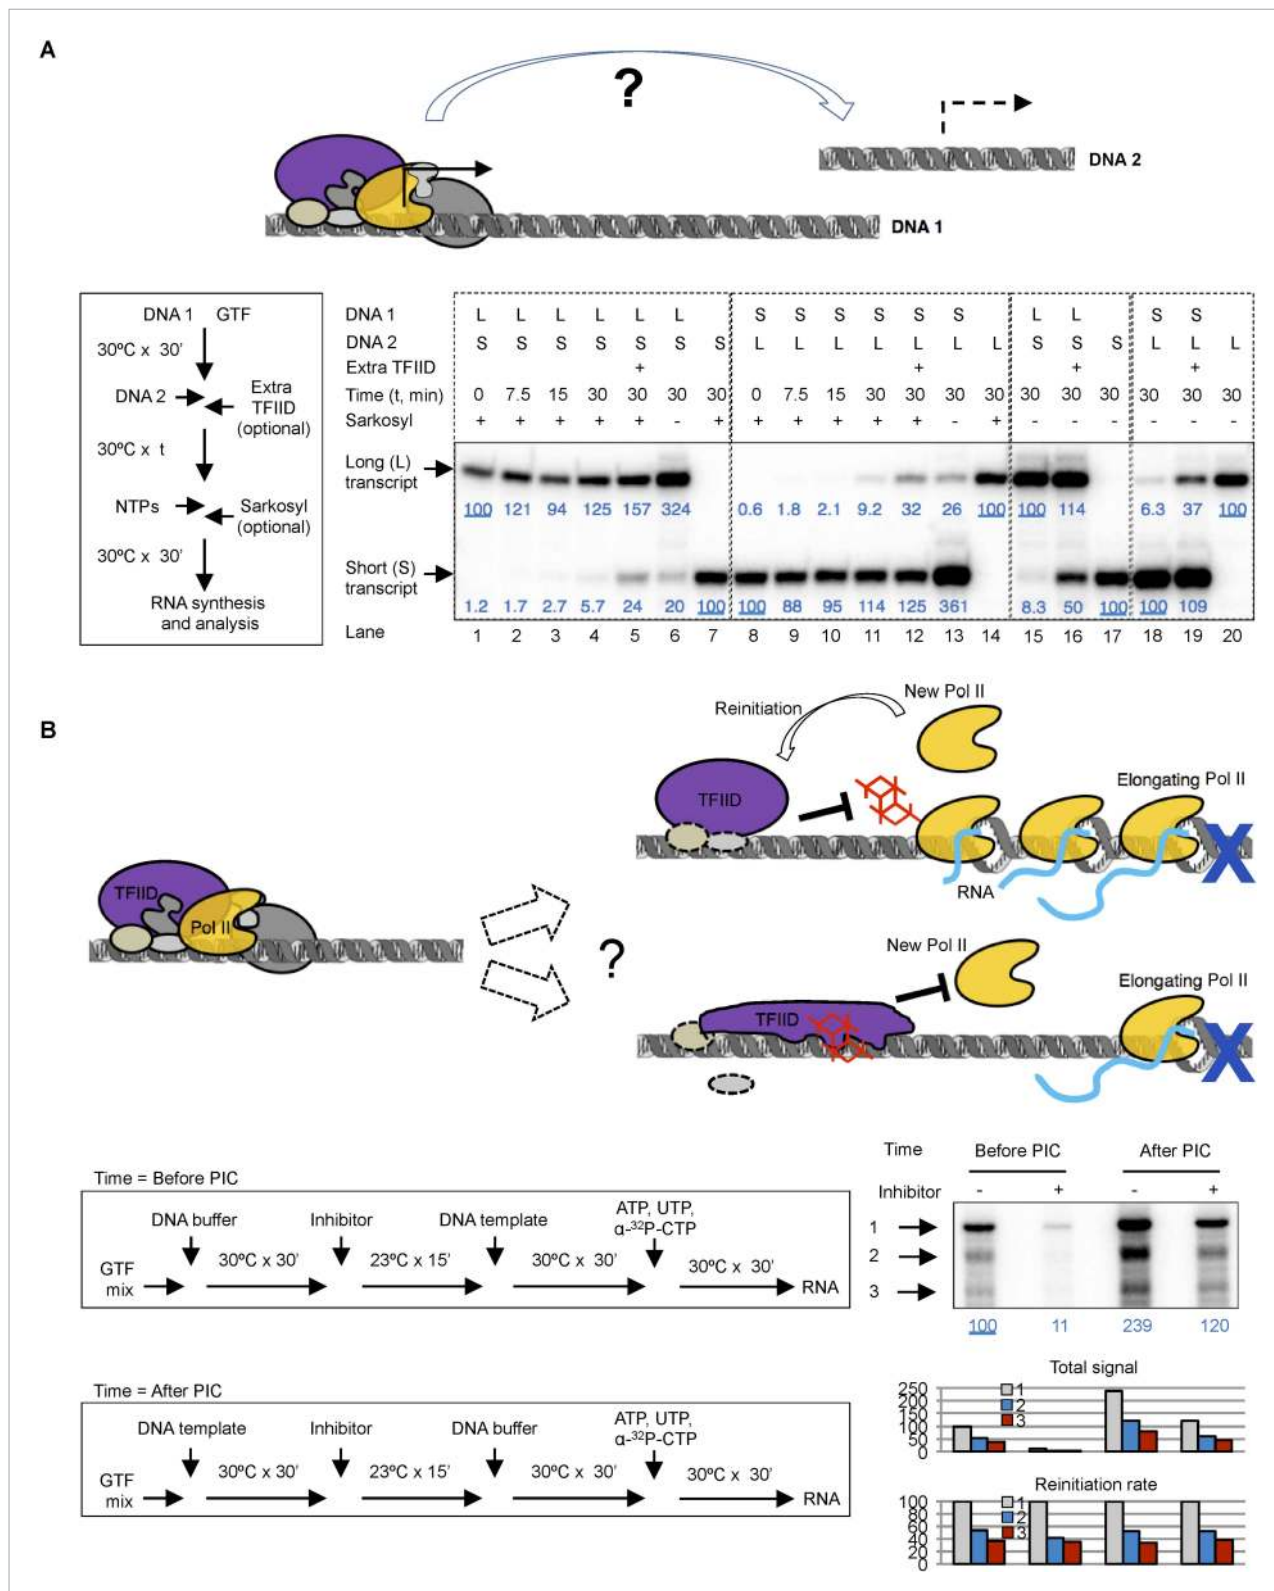 A
?
DNA 2
DNA 1
DNA 1 GTF
30ºC x 30'
DNA 2
Extra
TFIID
(optional)
30ºC x t
NTPs
Sarkosyl
(optional)
30ºC x 30'
RNA synthesis
and analysis
DNA 1 L L L L L L S S S S S S L L S S
DNA 2 S S S S S S S L L L L L L L S S S L L L
Extra TFIID + + + +
Time (t, min) 0 7.5 15 30 30 30 30 0 7.5 15 30 30 30 30 30 30 30 30 30 30
Sarkosyl + + + + + - + + + + + + - + - - - - - -
Long (L)
transcript
100 121 94 125 157 324 0.6 1.8 2.1 9.2 32 26 100 100 114 6.3 37 100
Short (S)
transcript
1.2 1.7 2.7 5.7 24 20 100 100 88 95 114 125 361 8.3 50 100 100 109
Lane 1 2 3 4 5 6 7 8 9 10 11 12 13 14 15 16 17 18 19 20
B
New Pol II
Reinitiation
TFIID
Elongating Pol II
RNA
X
TFIID
Pol II
?
New Pol II
Elongating Pol II
TFIID
X
Time = Before PIC
DNA buffer Inhibitor DNA template ATP, UTP,
α-³²P-CTP
30ºC x 30' 23ºC x 15' 30ºC x 30' 30ºC x 30'
GTF
mix
RNA
Time Before PIC After PIC
Inhibitor - + - +
1
2
3
100 11 239 120
Time = After PIC
DNA template Inhibitor DNA buffer ATP, UTP,
α-³²P-CTP
30ºC x 30' 23ºC x 15' 30ºC x 30' 30ºC x 30'
GTF
mix
RNA
Total signal
250
200
150
100
50
0
1
2
3
Reinitiation rate
100
80
60
40
20
0
1
2
3